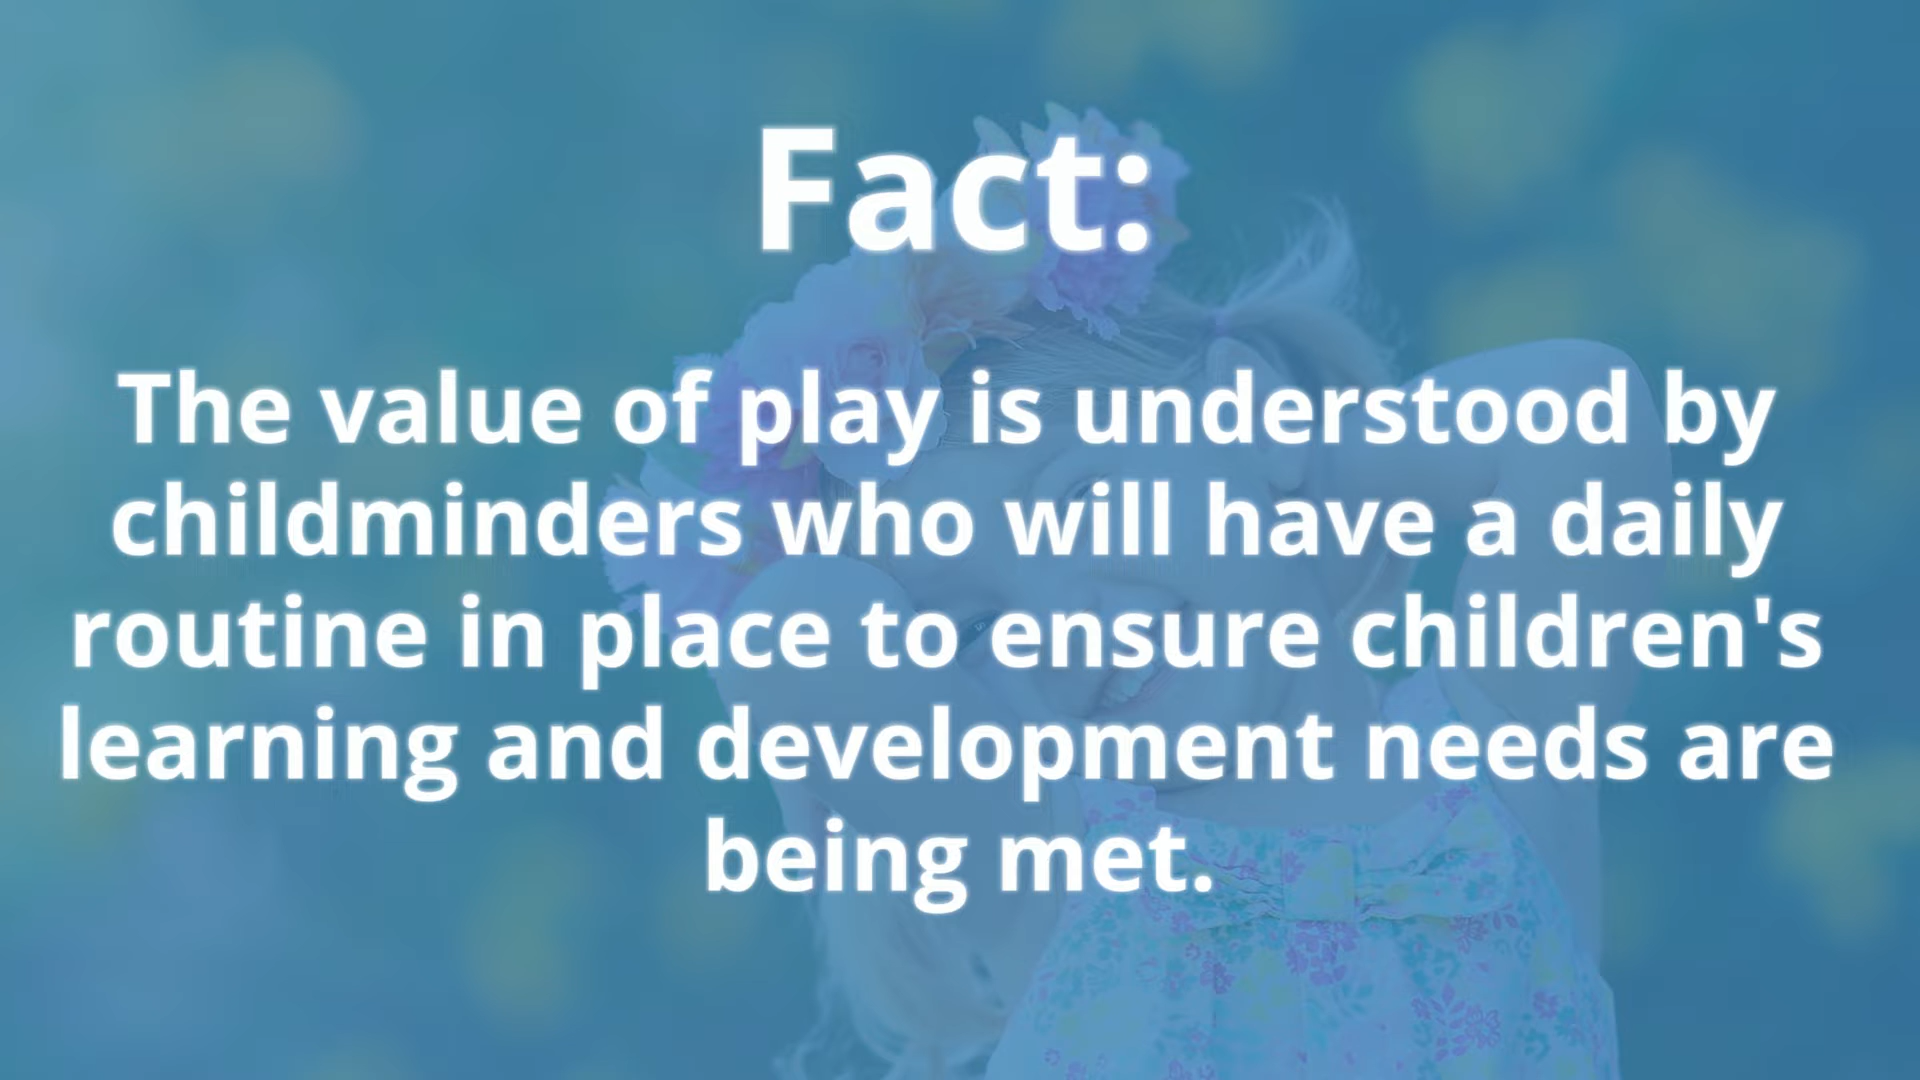 Fact:
The value of play is understood by
childminders who will have a daily
routine in place to ensure children's
learning and development needs are
being met.